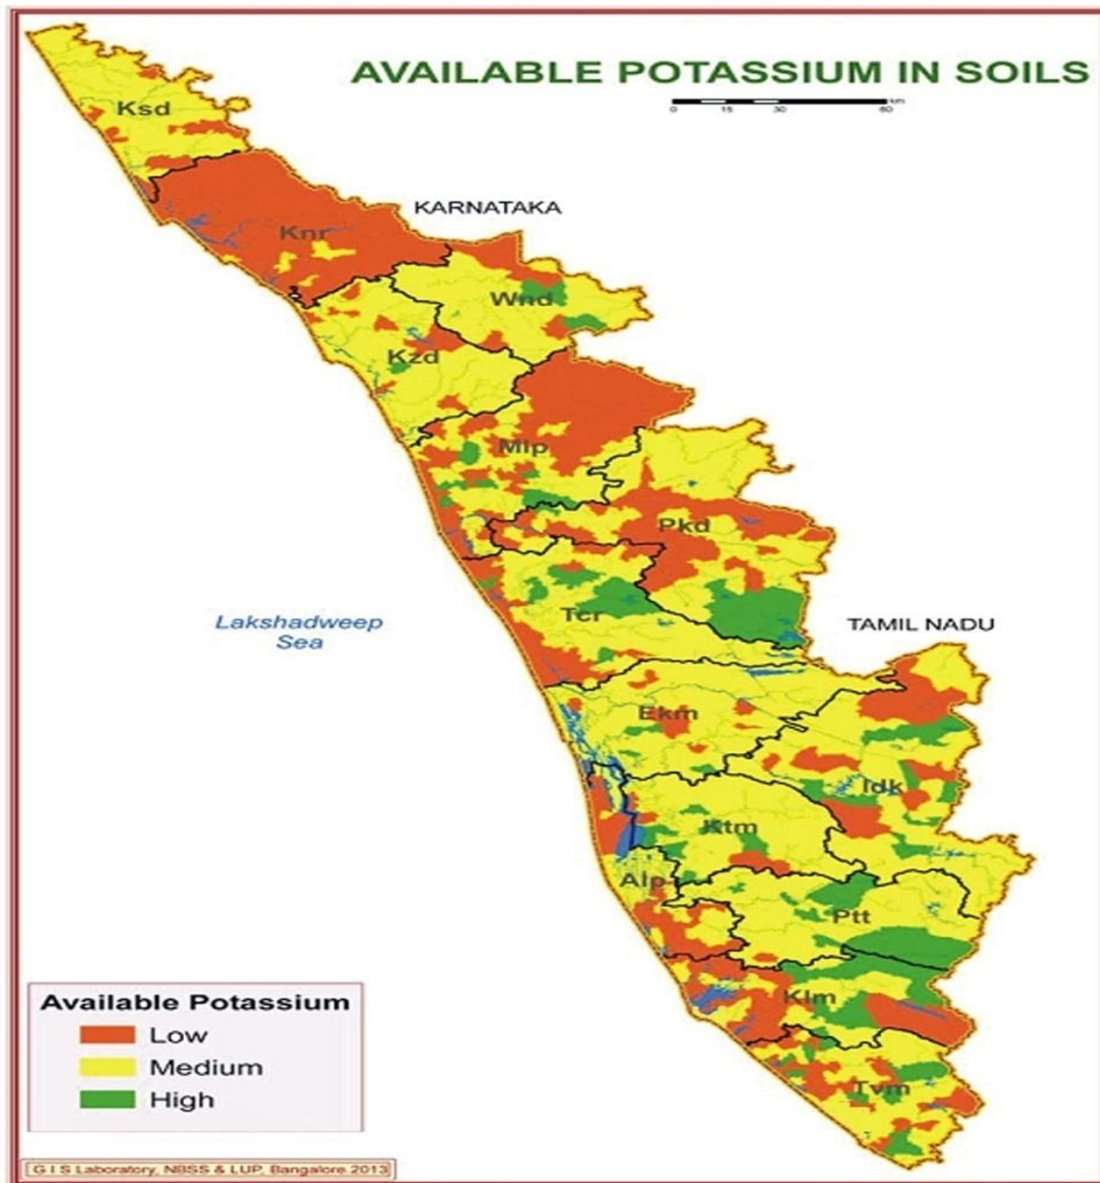 AVAILABLE POTASSIUM IN SOILS
0 15 30 60 km
Ksd
KARNATAKA
Knr
Wnd
Kzd
Mlp
Pkd
Tcr
Lakshadweep
Sea
TAMIL NADU
Ekm
Idk
Ktm
Alp
Ptt
Klm
Tvm
Available Potassium
Low
Medium
High
G I S Laboratory, NBSS & LUP, Bangalore 2013